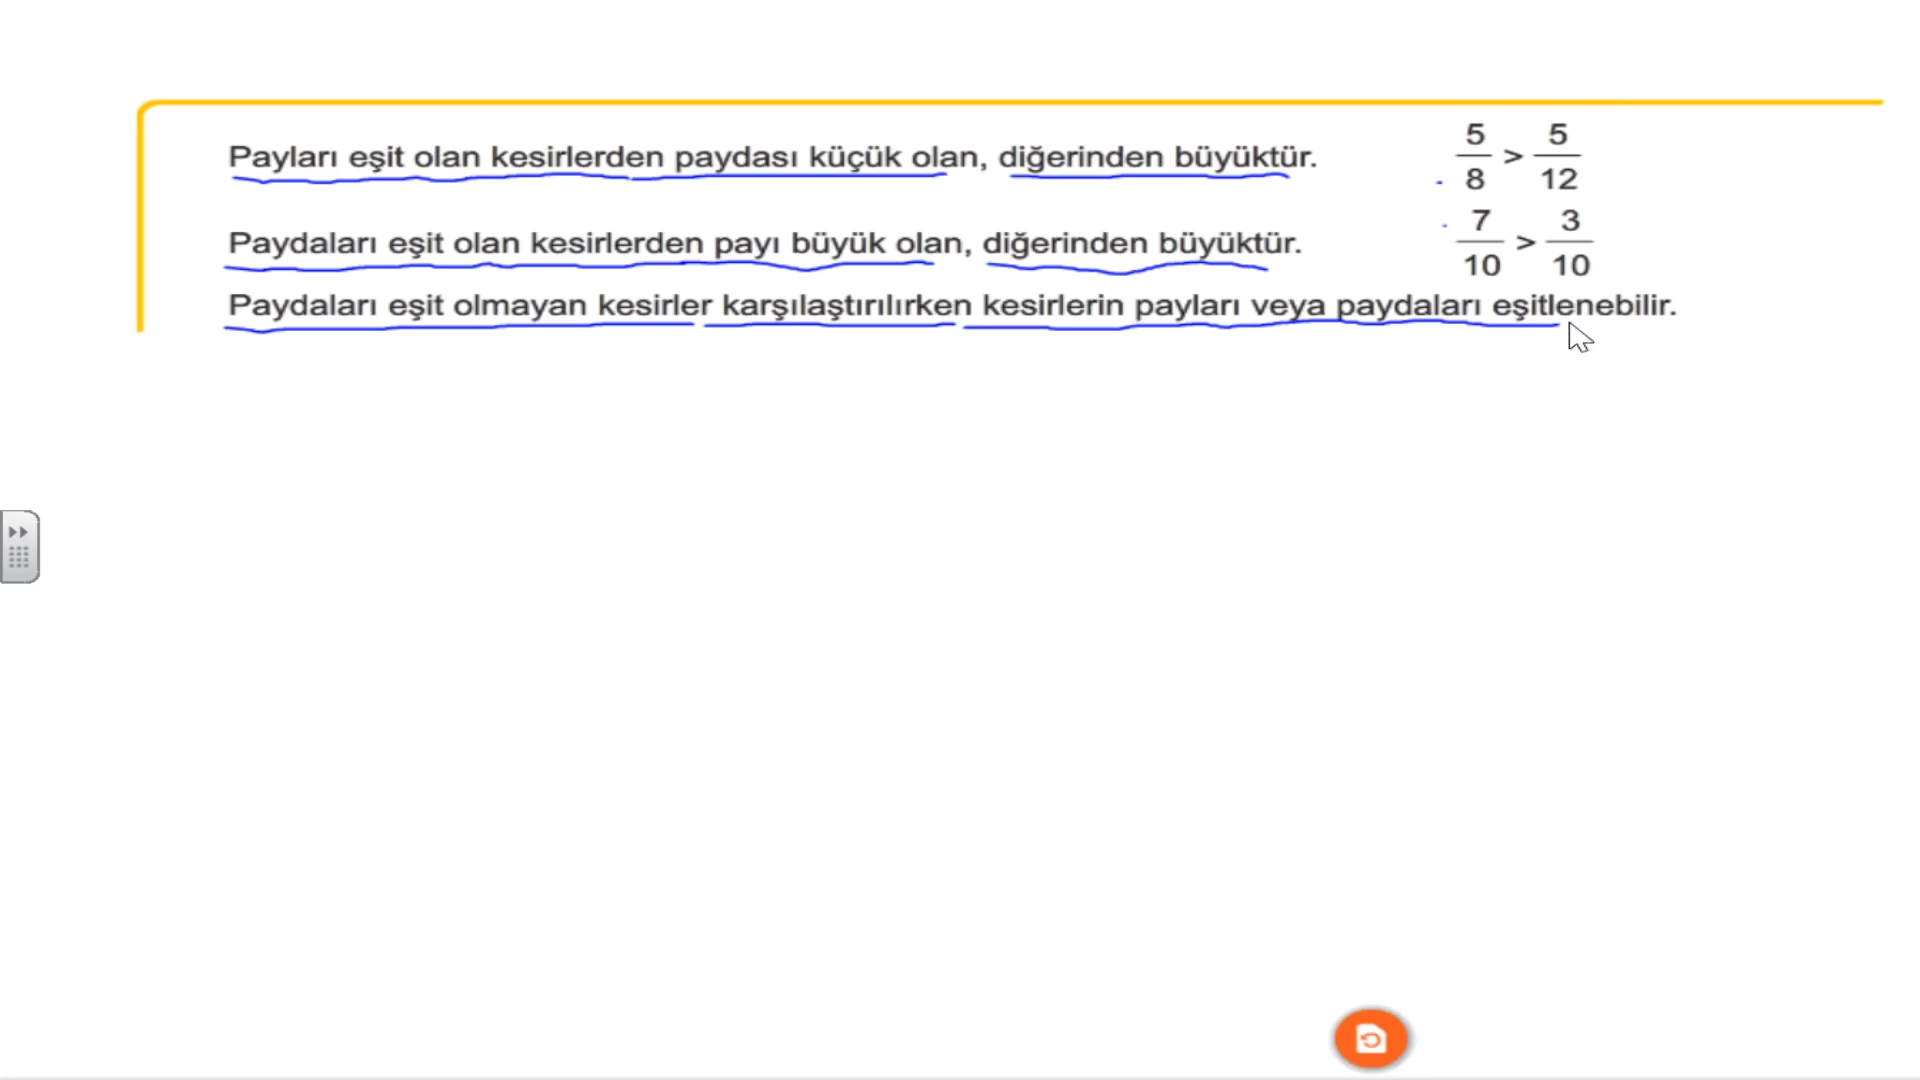 Payları eşit olan kesirlerden paydası küçük olan, diğerinden büyüktür. 5/8 > 5/12
Paydaları eşit olan kesirlerden payı büyük olan, diğerinden büyüktür. 7/10 > 3/10
Paydaları eşit olmayan kesirler karşılaştırılırken kesirlerin payları veya paydaları eşitlenebilir.